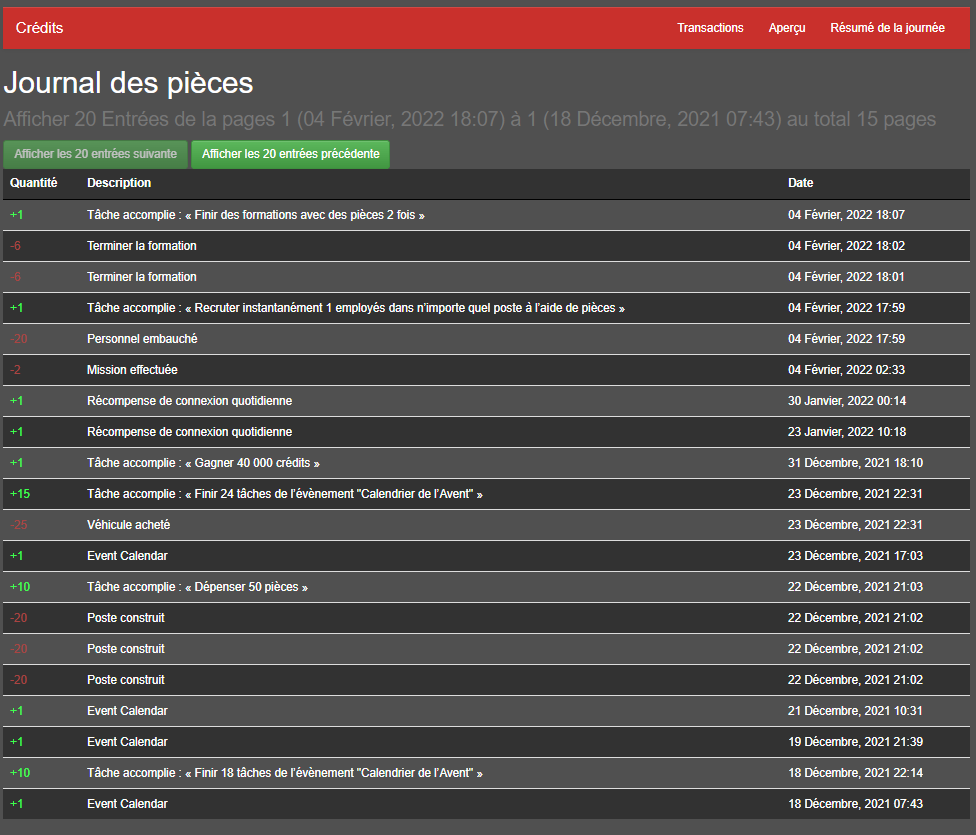 Crédits Transactions Aperçu Résumé de la journée
Journal des pièces
Afficher 20 Entrées de la pages 1 (04 Février, 2022 18:07) à 1 (18 Décembre, 2021 07:43) au total 15 pages
Afficher les 20 entrées suivante Afficher les 20 entrées précédente
Quantité Description Date
+1 Tâche accomplie : « Finir des formations avec des pièces 2 fois » 04 Février, 2022 18:07
-6 Terminer la formation 04 Février, 2022 18:02
-6 Terminer la formation 04 Février, 2022 18:01
+1 Tâche accomplie : « Recruter instantanément 1 employés dans n'importe quel poste à l'aide de pièces » 04 Février, 2022 17:59
-20 Personnel embauché 04 Février, 2022 17:59
-2 Mission effectuée 04 Février, 2022 02:33
+1 Récompense de connexion quotidienne 30 Janvier, 2022 00:14
+1 Récompense de connexion quotidienne 23 Janvier, 2022 10:18
+1 Tâche accomplie : « Gagner 40 000 crédits » 31 Décembre, 2021 18:10
+15 Tâche accomplie : « Finir 24 tâches de l'évènement "Calendrier de l'Avent" » 23 Décembre, 2021 22:31
-25 Véhicule acheté 23 Décembre, 2021 22:31
+1 Event Calendar 23 Décembre, 2021 17:03
+10 Tâche accomplie : « Dépenser 50 pièces » 22 Décembre, 2021 21:03
-20 Poste construit 22 Décembre, 2021 21:02
-20 Poste construit 22 Décembre, 2021 21:02
-20 Poste construit 22 Décembre, 2021 21:02
+1 Event Calendar 21 Décembre, 2021 10:31
+1 Event Calendar 19 Décembre, 2021 21:39
+10 Tâche accomplie : « Finir 18 tâches de l'évènement "Calendrier de l'Avent" » 18 Décembre, 2021 22:14
+1 Event Calendar 18 Décembre, 2021 07:43